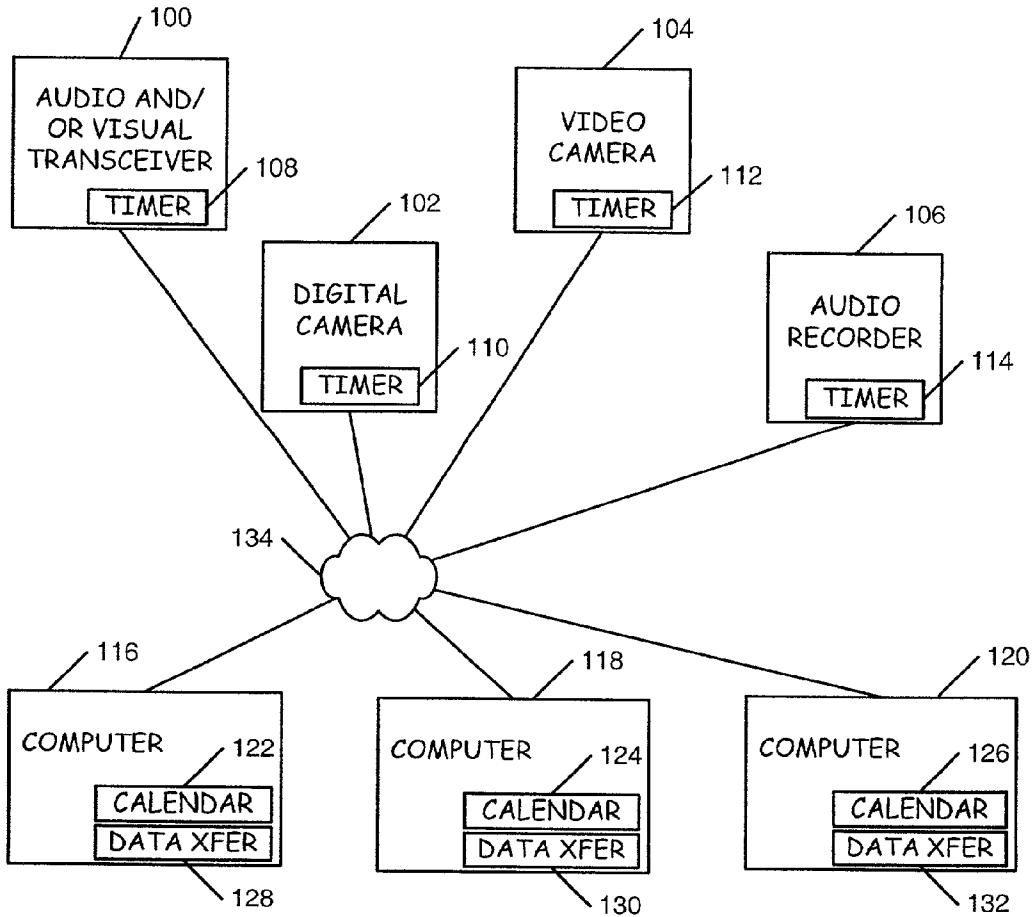 100
AUDIO AND/
OR VISUAL
TRANSCEIVER
108
TIMER
104
VIDEO
CAMERA
112
TIMER
102
DIGITAL
CAMERA
110
TIMER
106
AUDIO
RECORDER
114
TIMER
134
116
COMPUTER
122
CALENDAR
DATA XFER
128
118
COMPUTER
124
CALENDAR
DATA XFER
130
120
COMPUTER
126
CALENDAR
DATA XFER
132